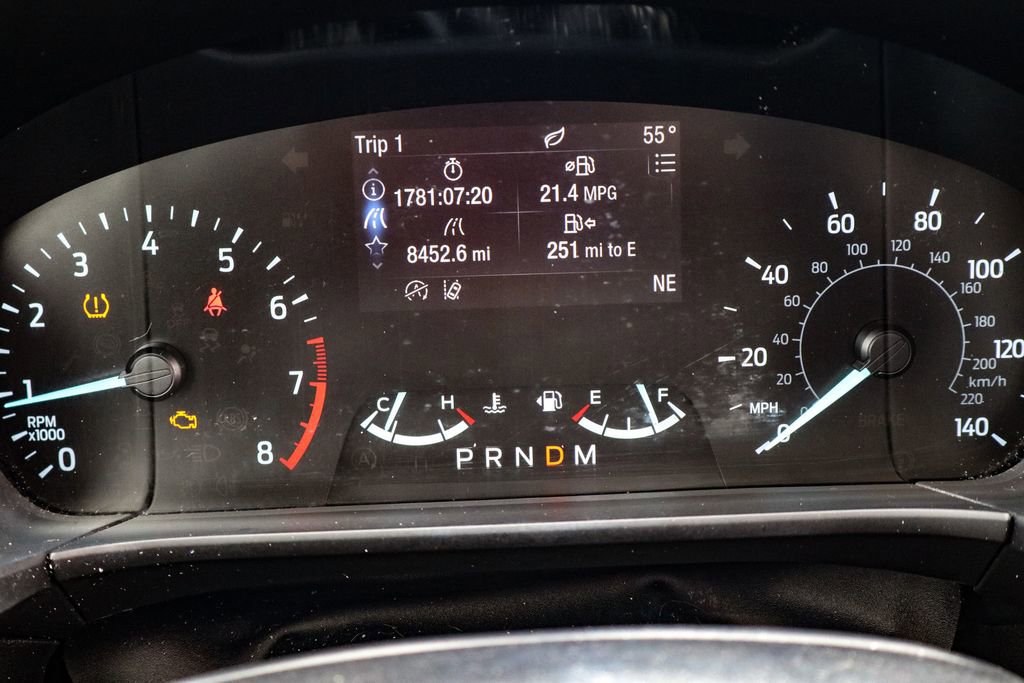 Trip 1 55°
1781:07:20 21.4 MPG
8452.6 mi 251 mi to E
NE
0 1 2 3 4 5 6 7 8
RPM
x1000
C H
E F
P R N D M
0 20 40 60 80 100 120 140
MPH
0 20 40 60 80 100 120 140 160 180 200 220
km/h
BRAKE